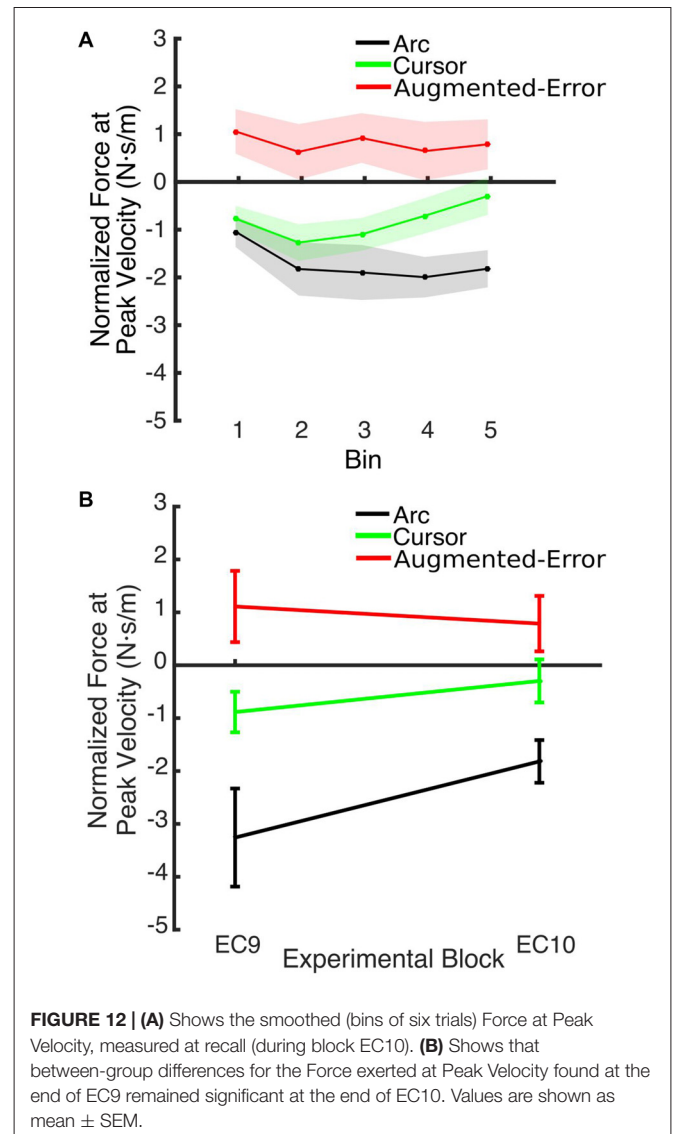 A
3
2
1
0
-1
-2
-3
-4
-5
Normalized Force at
Peak Velocity (N·s/m)
Arc
Cursor
Augmented-Error
1 2 3 4 5
Bin
B
3
2
1
0
-1
-2
-3
-4
-5
Normalized Force at
Peak Velocity (N·s/m)
Arc
Cursor
Augmented-Error
EC9 EC10
Experimental Block
FIGURE 12 | (A) Shows the smoothed (bins of six trials) Force at Peak
Velocity, measured at recall (during block EC10). (B) Shows that
between-group differences for the Force exerted at Peak Velocity found at the
end of EC9 remained significant at the end of EC10. Values are shown as
mean ± SEM.